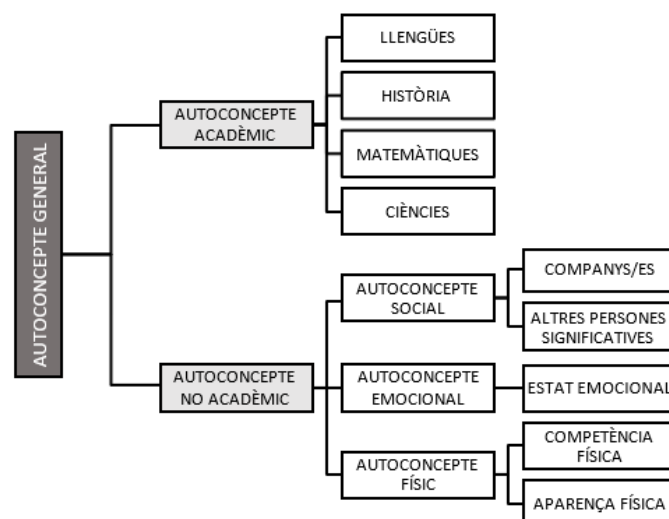 AUTOCONCEPTE GENERAL
AUTOCONCEPTE
ACADÈMIC
LLENGÜES
HISTÒRIA
MATEMÀTIQUES
CIÈNCIES
AUTOCONCEPTE
NO ACADÈMIC
AUTOCONCEPTE
SOCIAL
COMPANYS/ES
ALTRES PERSONES
SIGNIFICATIVES
AUTOCONCEPTE
EMOCIONAL
ESTAT EMOCIONAL
AUTOCONCEPTE
FÍSIC
COMPETÈNCIA
FÍSICA
APARENÇA FÍSICA